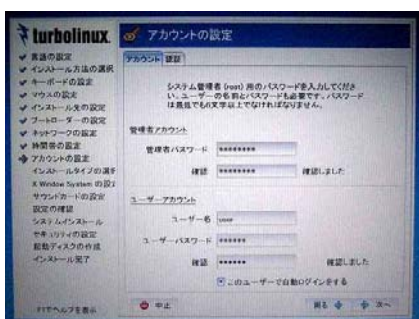 turbolinux
アカウントの設定
言語の設定
インストール方法の選択
キーボードの設定
マウスの設定
インストール先の設定
ブートローダーの設定
ネットワークの設定
時間帯の設定
アカウントの設定
インストールタイプの選択
X Window System の設定
サウンドカードの設定
設定の確認
システムインストール
セキュリティの設定
起動ディスクの作成
インストール完了
F1でヘルプを表示
アカウント 認証
システム管理者 (root) 用のパスワードを入力してくださ
い。ユーザーの名前とパスワードも必要です。パスワード
は最低でも6文字以上でなければなりません。
管理者アカウント
管理者パスワード ********
確認 ******** 確認しました
ユーザーアカウント
ユーザー名 user
ユーザーパスワード ******
確認 ****** 確認しました
このユーザーで自動ログインをする
中止 戻る 次へ